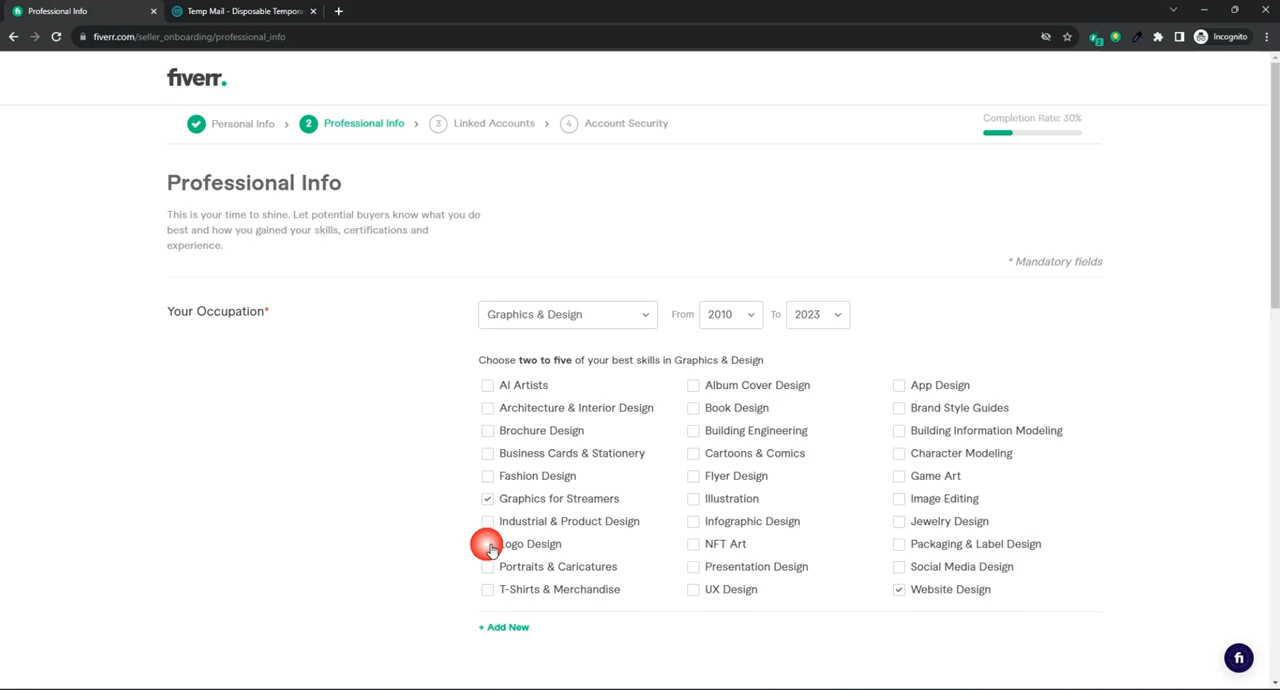 Professional Info
Temp Mail - Disposable Tempora
fiverr.com/seller_onboarding/professional_info
2
Incognito
fiverr.
Personal Info
2 Professional Info
3 Linked Accounts
4 Account Security
Completion Rate: 30%
Professional Info
This is your time to shine. Let potential buyers know what you do
best and how you gained your skills, certifications and
experience.
* Mandatory fields
Your Occupation*
Graphics & Design From 2010 To 2023
Choose two to five of your best skills in Graphics & Design
AI Artists Album Cover Design App Design
Architecture & Interior Design Book Design Brand Style Guides
Brochure Design Building Engineering Building Information Modeling
Business Cards & Stationery Cartoons & Comics Character Modeling
Fashion Design Flyer Design Game Art
Graphics for Streamers Illustration Image Editing
Industrial & Product Design Infographic Design Jewelry Design
ogo Design NFT Art Packaging & Label Design
Portraits & Caricatures Presentation Design Social Media Design
T-Shirts & Merchandise UX Design Website Design
+ Add New
fi